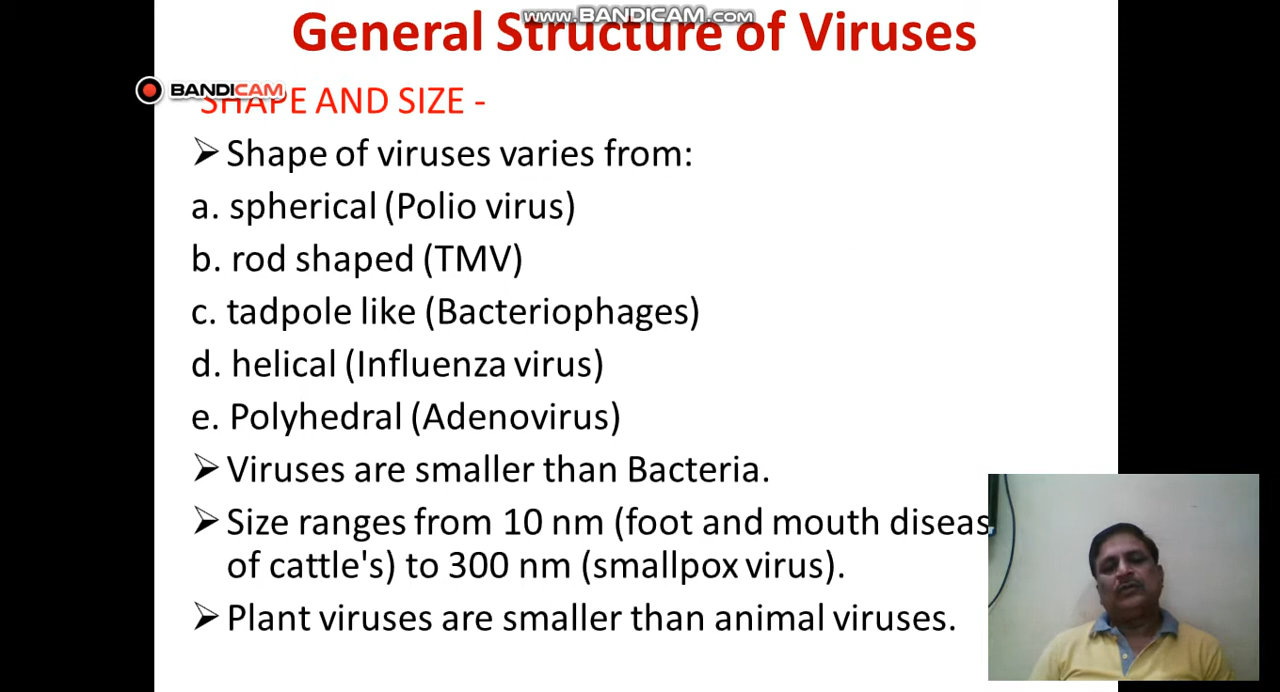 www.BANDICAM.com
General Structure of Viruses
BANDICAM
SHAPE AND SIZE -
➢ Shape of viruses varies from:
a. spherical (Polio virus)
b. rod shaped (TMV)
c. tadpole like (Bacteriophages)
d. helical (Influenza virus)
e. Polyhedral (Adenovirus)
➢ Viruses are smaller than Bacteria.
➢ Size ranges from 10 nm (foot and mouth diseas
of cattle's) to 300 nm (smallpox virus).
➢ Plant viruses are smaller than animal viruses.